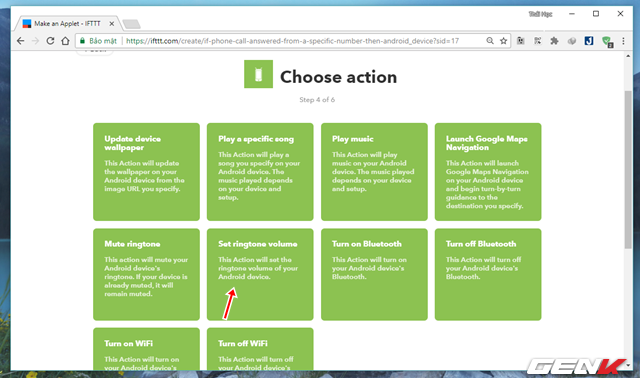 Make an Applet - IFTTT
Bảo mật
https://ifttt.com/create/if-phone-call-answered-from-a-specific-number-then-android_device?sid=17
Choose action
Step 4 of 6
Update device
wallpaper
This Action will update
the wallpaper on your
Android device from the
image URL you specify.
Play a specific song
This Action will play a
song you specify on your
Android device. The
music played depends
on your device and
setup.
Play music
This Action will play
music on your Android
device. The music played
depends on your device
and setup.
Launch Google Maps
Navigation
This Action will launch
Google Maps Navigation
on your Android device
and begin turn-by-turn
guidance to the
destination you specify.
Mute ringtone
This action will mute your
Android device's
ringtone. If your device is
already muted, it will
remain muted.
Set ringtone volume
This Action will set the
ringtone volume of your
Android device.
Turn on Bluetooth
This Action will turn on
your Android device's
Bluetooth.
Turn off Bluetooth
This Action will turn off
your Android device's
Bluetooth.
Turn on WiFi
This Action will turn on
your Android device's
Turn off WiFi
This Action will turn off
your Android device's
GENK